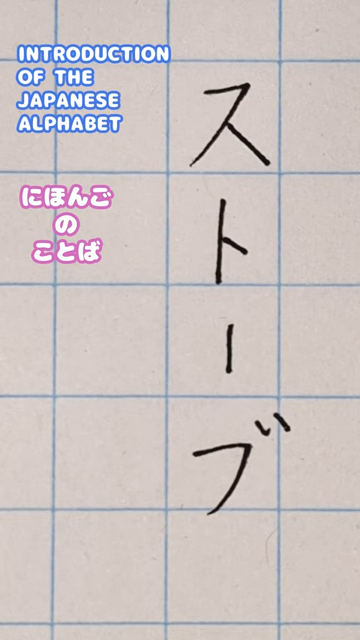 INTRODUCTION
OF THE
JAPANESE
ALPHABET
にほんご
の
ことば
ストーブ